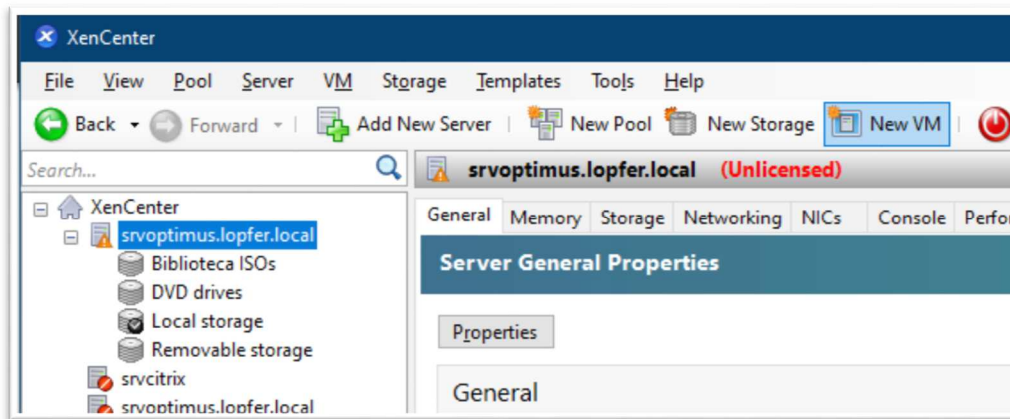 XenCenter
File View Pool Server VM Storage Templates Tools Help
Back Forward Add New Server New Pool New Storage New VM
Search...
srvoptimus.lopfer.local (Unlicensed)
XenCenter
srvoptimus.lopfer.local
Biblioteca ISOs
DVD drives
Local storage
Removable storage
srvcitrix
srvoptimus.lopfer.local
General Memory Storage Networking NICs Console Perfor
Server General Properties
Properties
General